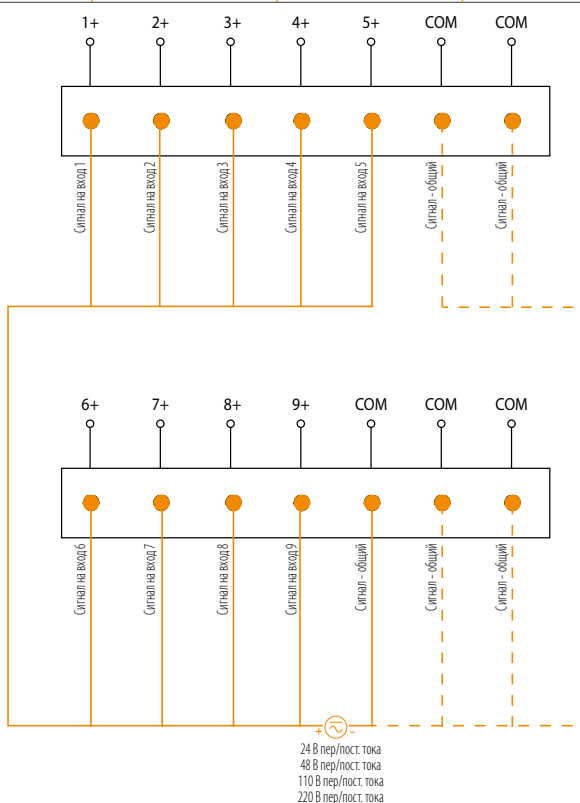 1+ 2+ 3+ 4+ 5+ COM COM
Сигнал на вход 1
Сигнал на вход 2
Сигнал на вход 3
Сигнал на вход 4
Сигнал на вход 5
Сигнал – общий
Сигнал – общий
6+ 7+ 8+ 9+ COM COM COM
Сигнал на вход 6
Сигнал на вход 7
Сигнал на вход 8
Сигнал на вход 9
Сигнал – общий
Сигнал – общий
Сигнал – общий
+ -
24 В пер/пост. тока
48 В пер/пост. тока
110 В пер/пост. тока
220 В пер/пост. тока